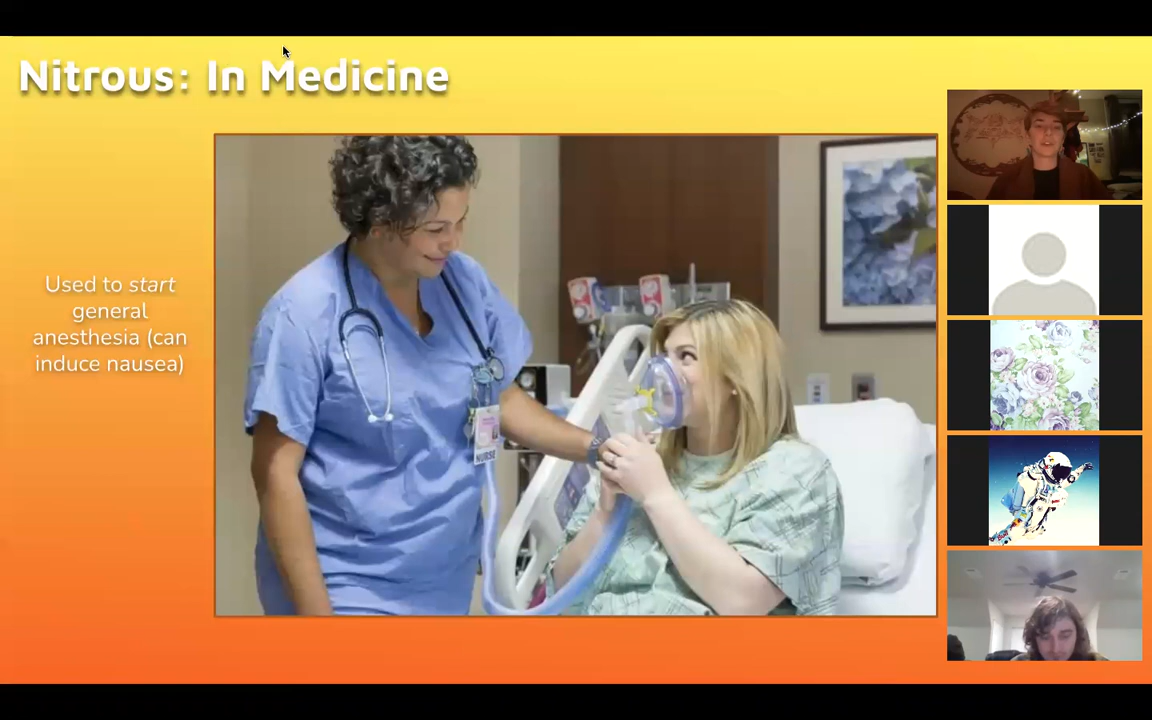 Nitrous: In Medicine
Used to start
general
anesthesia (can
induce nausea)
NURSE